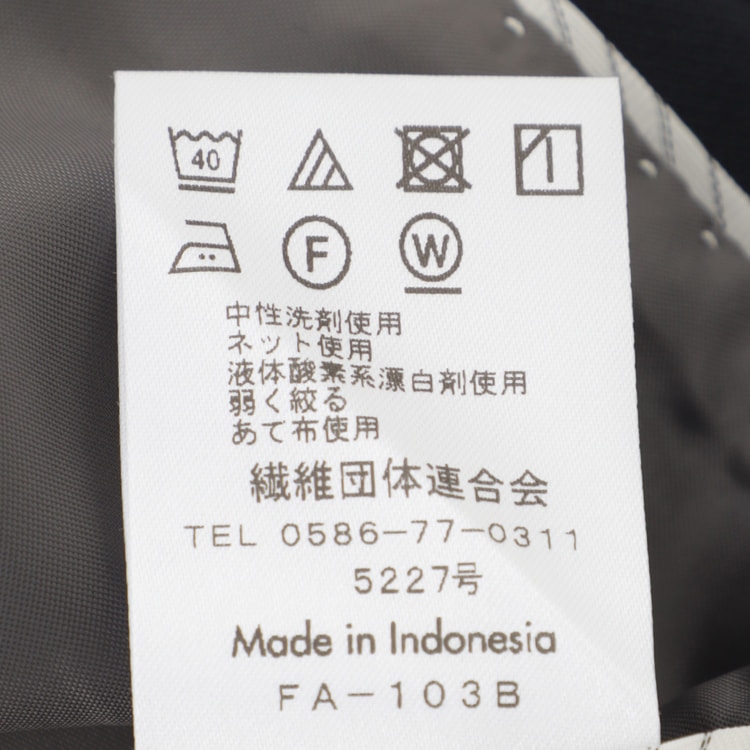 40
F W
中性洗剤使用
ネット使用
液体酸素系漂白剤使用
弱く絞る
あて布使用
繊維団体連合会
TEL 0586-77-0311
5227号
Made in Indonesia
FA-103B